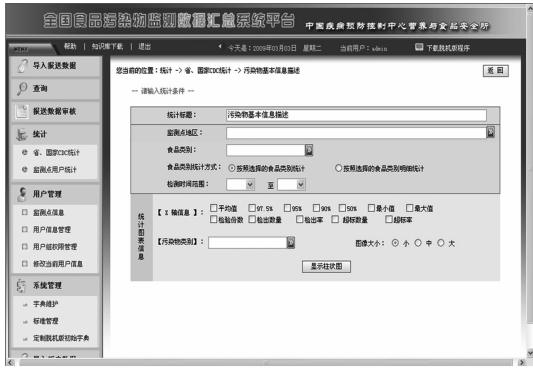 全国食品污染物监测数据汇总系统平台 中国疾病预防控制中心营养与食品安全所
MENU 帮助 | 知识库下载 | 退出 今天是：2009年03月03日 星期二 当前用户：admin 下载脱机版程序
导入报送数据
查询
报送数据审核
统计
省、国家CDC统计
监测点用户统计
用户管理
监测点信息
用户信息管理
用户组权限管理
修改当前用户信息
系统管理
字典维护
标准管理
定制脱机版初始字典
您当前的位置：统计 -> 省、国家CDC统计 -> 污染物基本信息描述 返 回
-- 请输入统计条件 --
统计标题： 污染物基本信息描述
监测点地区：
食品类别：
食品类别统计方式： 按照选择的食品类别统计 按照选择的食品类别明细统计
检测时间范围： 至
统计图表信息
【 X 轴信息 】： 平均值 97.5% 95% 90% 50% 最小值 最大值
检验份数 检出数量 检出率 超标数量 超标率
【污染物类别】： 图像大小： 小 中 大
显示柱状图